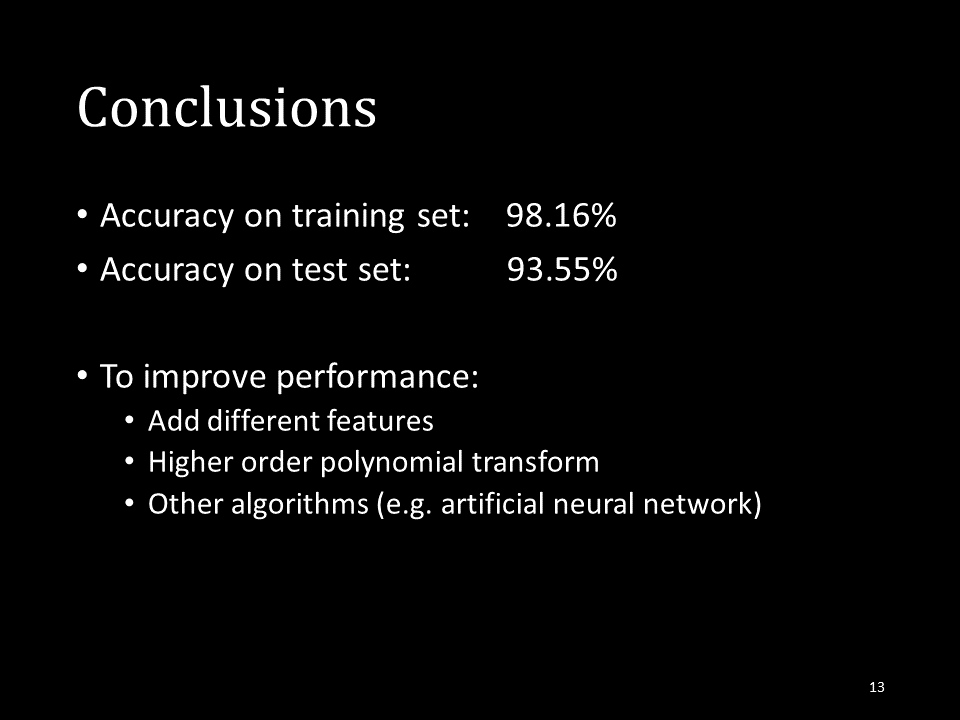 Conclusions
• Accuracy on training set: 98.16%
• Accuracy on test set: 93.55%
• To improve performance:
• Add different features
• Higher order polynomial transform
• Other algorithms (e.g. artificial neural network)
13